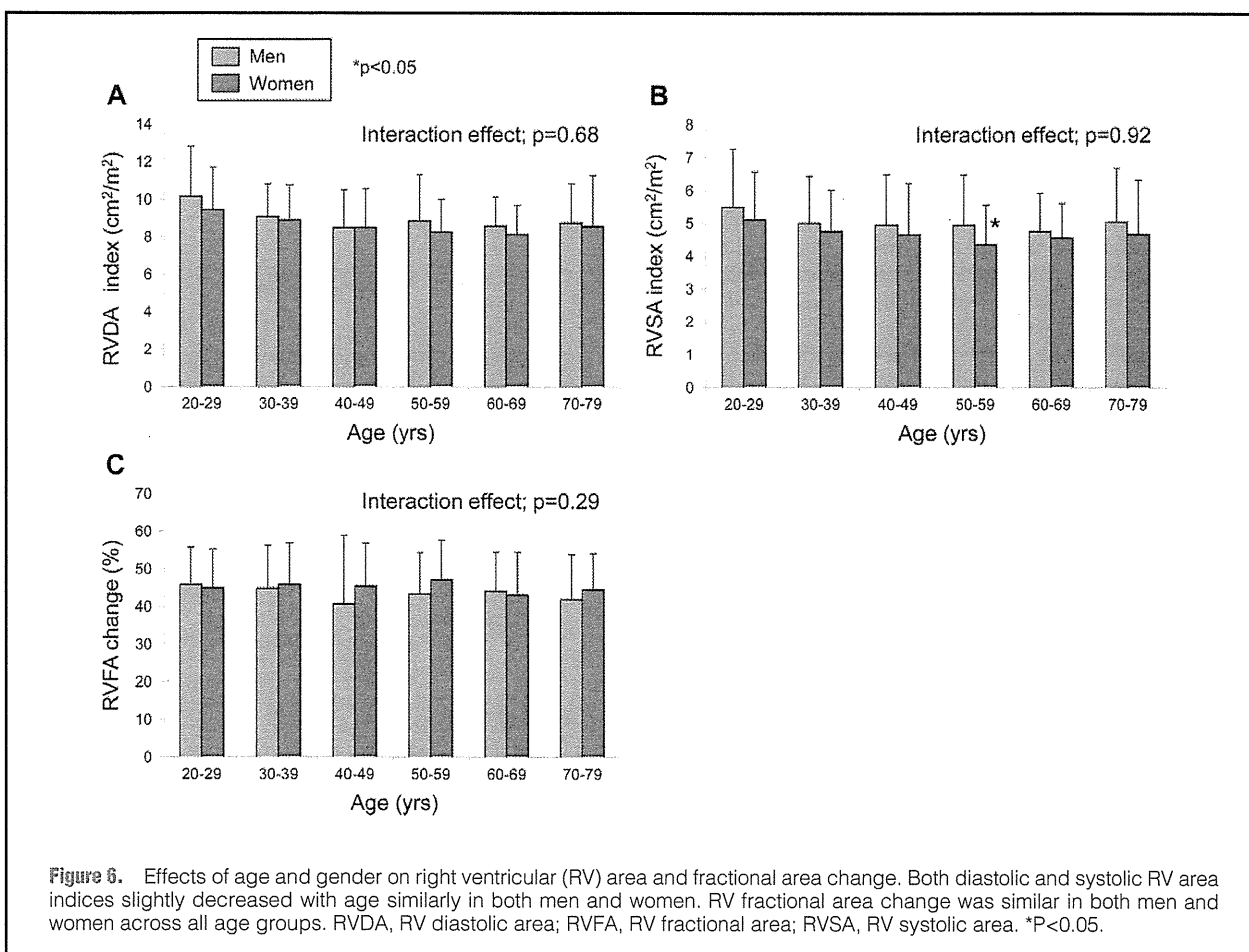 Men
Women
*p<0.05
A
Interaction effect; p=0.68
RVDA index (cm²/m²)
14
12
10
8
6
4
2
0
20-29 30-39 40-49 50-59 60-69 70-79
Age (yrs)
B
Interaction effect; p=0.92
RVSA index (cm²/m²)
8
7
6
5
4
3
2
1
0
*
20-29 30-39 40-49 50-59 60-69 70-79
Age (yrs)
C
Interaction effect; p=0.29
RVFA change (%)
70
60
50
40
30
20
10
0
20-29 30-39 40-49 50-59 60-69 70-79
Age (yrs)
Figure 6. Effects of age and gender on right ventricular (RV) area and fractional area change. Both diastolic and systolic RV area
indices slightly decreased with age similarly in both men and women. RV fractional area change was similar in both men and
women across all age groups. RVDA, RV diastolic area; RVFA, RV fractional area; RVSA, RV systolic area. *P<0.05.